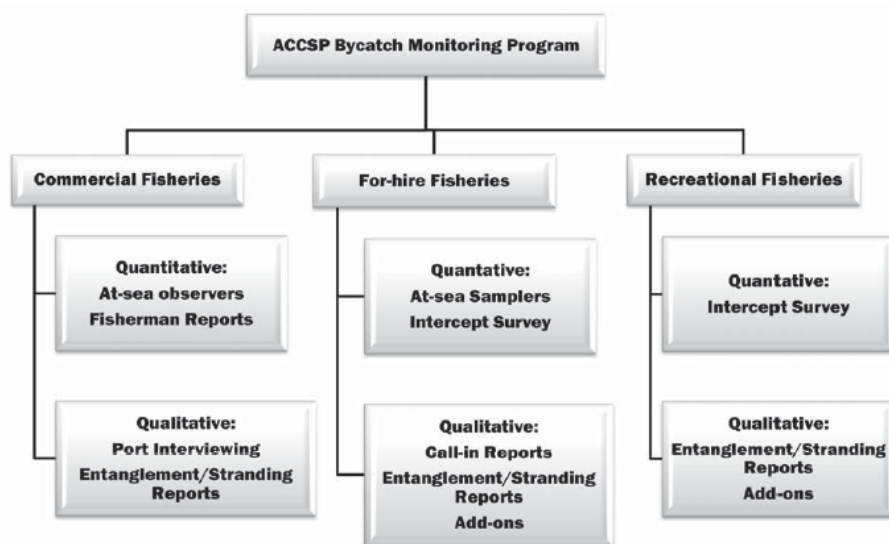 ACCSP Bycatch Monitoring Program
Commercial Fisheries
For-hire Fisheries
Recreational Fisheries
Quantitative:
At-sea observers
Fisherman Reports
Quantative:
At-sea Samplers
Intercept Survey
Quantative:
Intercept Survey
Qualitative:
Port Interviewing
Entanglement/Stranding
Reports
Qualitative:
Call-in Reports
Entanglement/Stranding
Reports
Add-ons
Qualitative:
Entanglement/Stranding
Reports
Add-ons